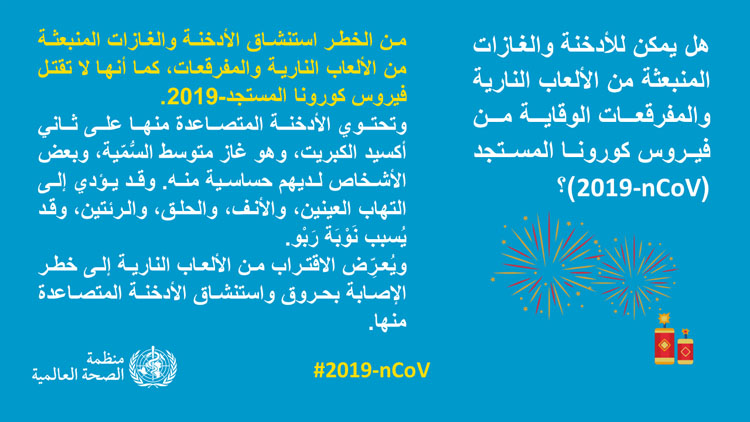 هل يمكن للأدخنة والغازات
المنبعثة من الألعاب النارية
والمفرقعات الوقاية من
فيروس كورونا المستجد
(2019-nCoV)؟
من الخطر استنشاق الأدخنة والغازات المنبعثة
من الألعاب النارية والمفرقعات، كما أنها لا تقتل
فيروس كورونا المستجد-2019.
وتحتوي الأدخنة المتصاعدة منها على ثاني
أكسيد الكبريت، وهو غاز متوسط السُّمّية، وبعض
الأشخاص لديهم حساسية منه. وقد يؤدي إلى
التهاب العينين، والأنف، والحلق، والرئتين، وقد
يُسبب نَوْبَة رَبْو.
ويُعرِّض الاقتراب من الألعاب النارية إلى خطر
الإصابة بحروق واستنشاق الأدخنة المتصاعدة
منها.
#2019-nCoV
منظمة
الصحة العالمية